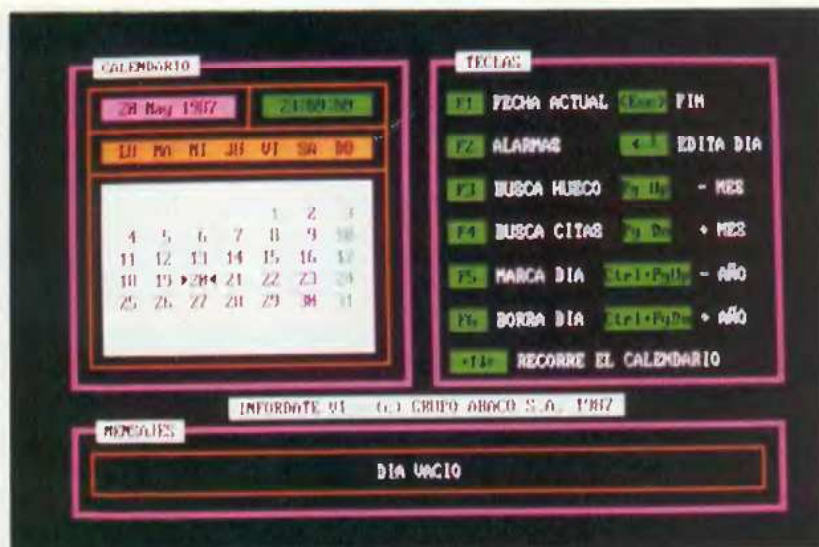 CALENDARIO
20 May 1987
LU MA MI JU VI SA DO
1 2 3
4 5 6 7 8 9 10
11 12 13 14 15 16 17
18 19 ▶20◀ 21 22 23 24
25 26 27 28 29 30 31
TECLAS
F1 FECHA ACTUAL <Esc> FIN
F2 ALARMAS EDITA DIA
F3 BUSCA HUECO Pg Up - MES
F4 BUSCA CITAS Pg Dn + MES
F5 MARCA DIA Ctrl+PgUp - AÑO
F6 BORRA DIA Ctrl+PgDn + AÑO
RECORRE EL CALENDARIO
INFORDATE V1 (c) GRUPO ABACO S.A. 1987
MENSAJES
DIA VACIO